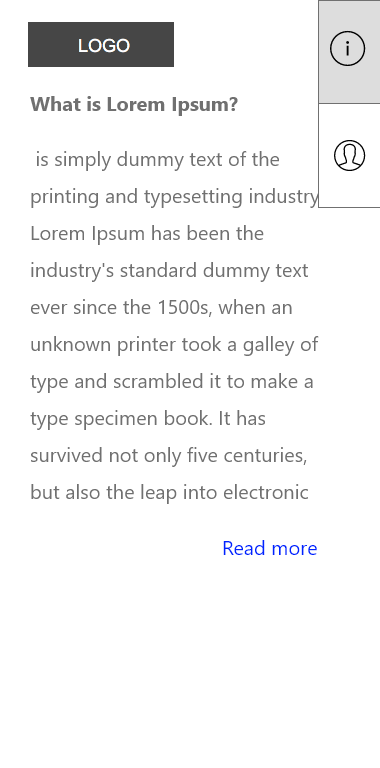 LOGO
What is Lorem Ipsum?
is simply dummy text of the
printing and typesetting industry
Lorem Ipsum has been the
industry's standard dummy text
ever since the 1500s, when an
unknown printer took a galley of
type and scrambled it to make a
type specimen book. It has
survived not only five centuries,
but also the leap into electronic
Read more